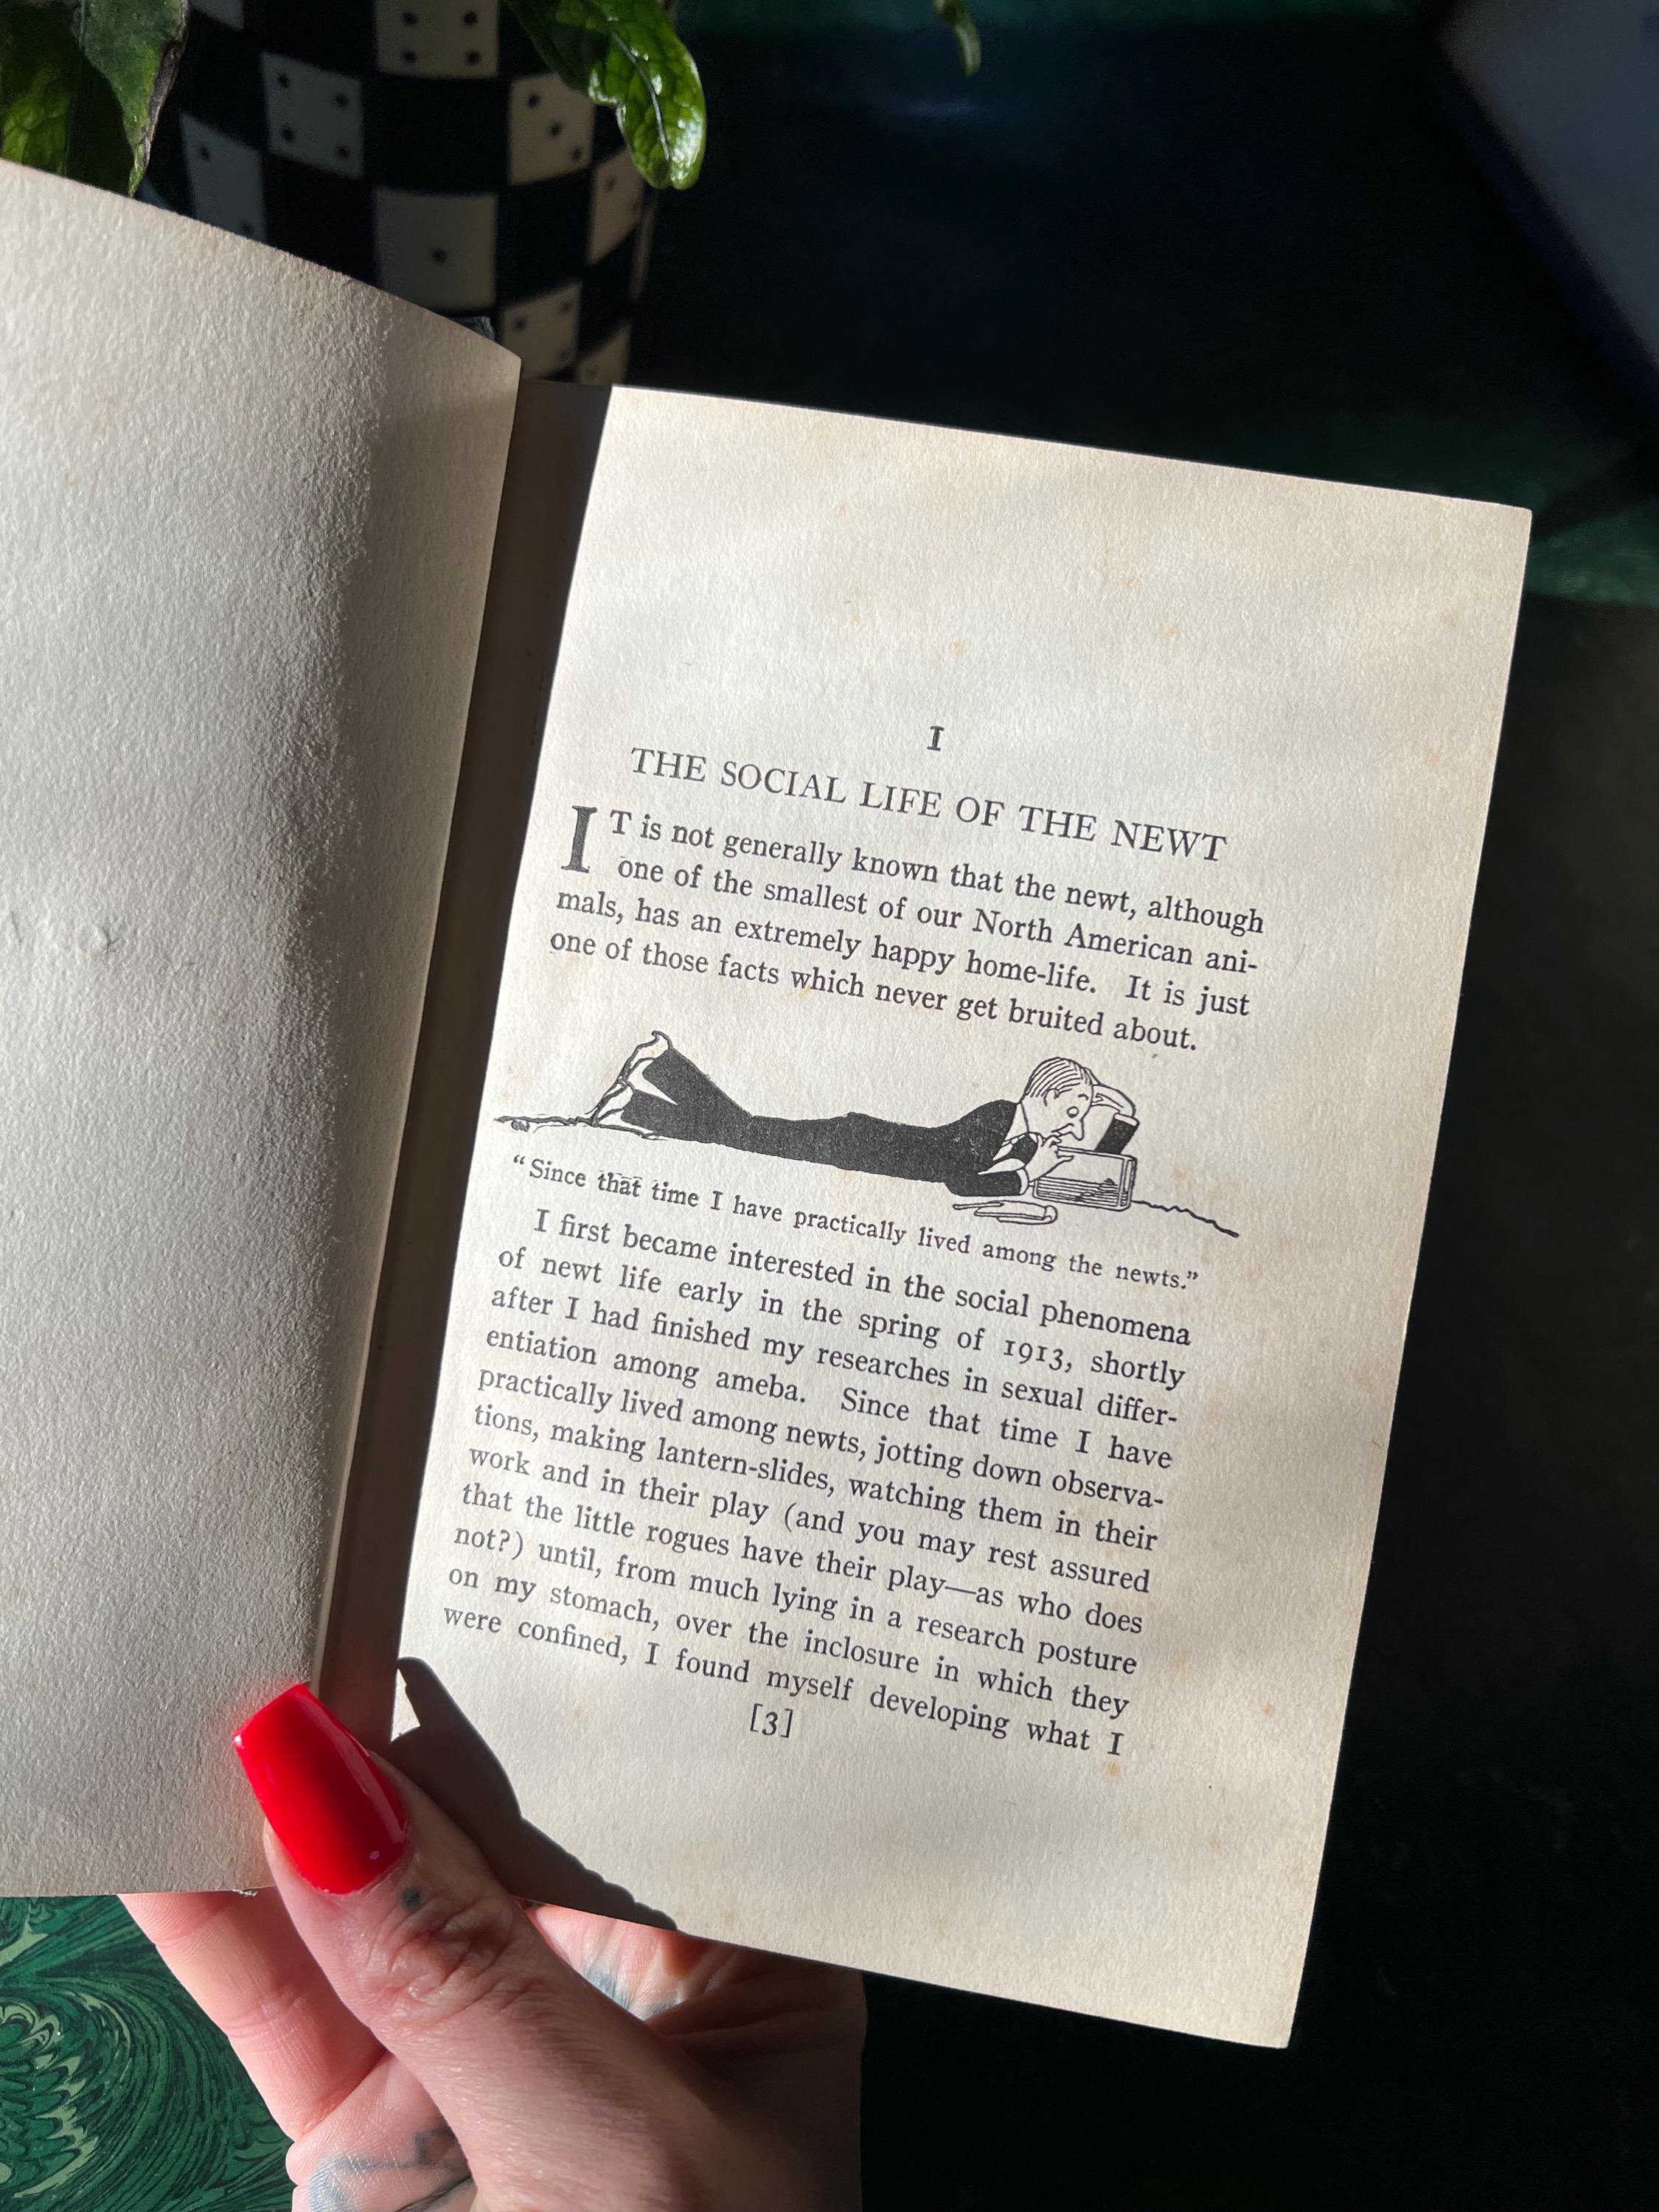 I
THE SOCIAL LIFE OF THE NEWT
IT is not generally known that the newt, although
one of the smallest of our North American ani-
mals, has an extremely happy home-life. It is just
one of those facts which never get bruited about.
“Since that time I have practically lived among the newts.”
I first became interested in the social phenomena
of newt life early in the spring of 1913, shortly
after I had finished my researches in sexual differ-
entiation among ameba. Since that time I have
practically lived among newts, jotting down observa-
tions, making lantern-slides, watching them in their
work and in their play (and you may rest assured
that the little rogues have their play—as who does
not?) until, from much lying in a research posture
on my stomach, over the inclosure in which they
were confined, I found myself developing what I
[3]